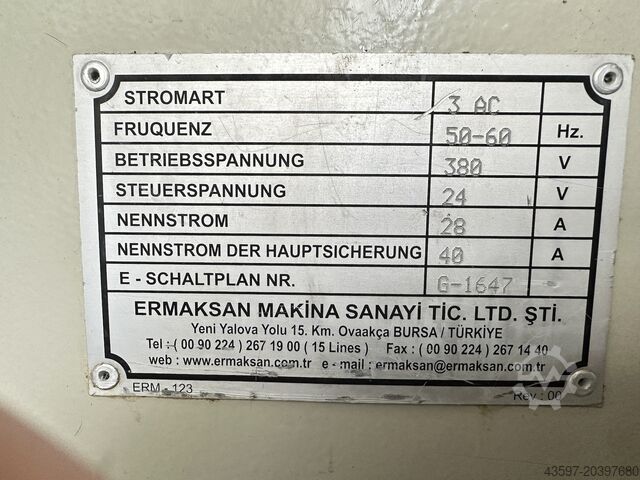 STROMART 3 AC
FRUQUENZ 50-60 Hz.
BETRIEBSSPANNUNG 380 V
STEUERSPANNUNG 24 V
NENNSTROM 28 A
NENNSTROM DER HAUPTSICHERUNG 40 A
E - SCHALTPLAN NR. G-1647
ERMAKSAN MAKİNA SANAYİ TİC. LTD. ŞTİ.
Yeni Yalova Yolu 15. Km. Ovaakça BURSA / TÜRKİYE
Tel : ( 00 90 224 ) 267 19 00 ( 15 Lines ) Fax : ( 00 90 224 ) 267 14 40
web : www.ermaksan.com.tr e - mail : ermaksan@ermaksan.com.tr
ERM - 123 Rev : 00
43597-20397680